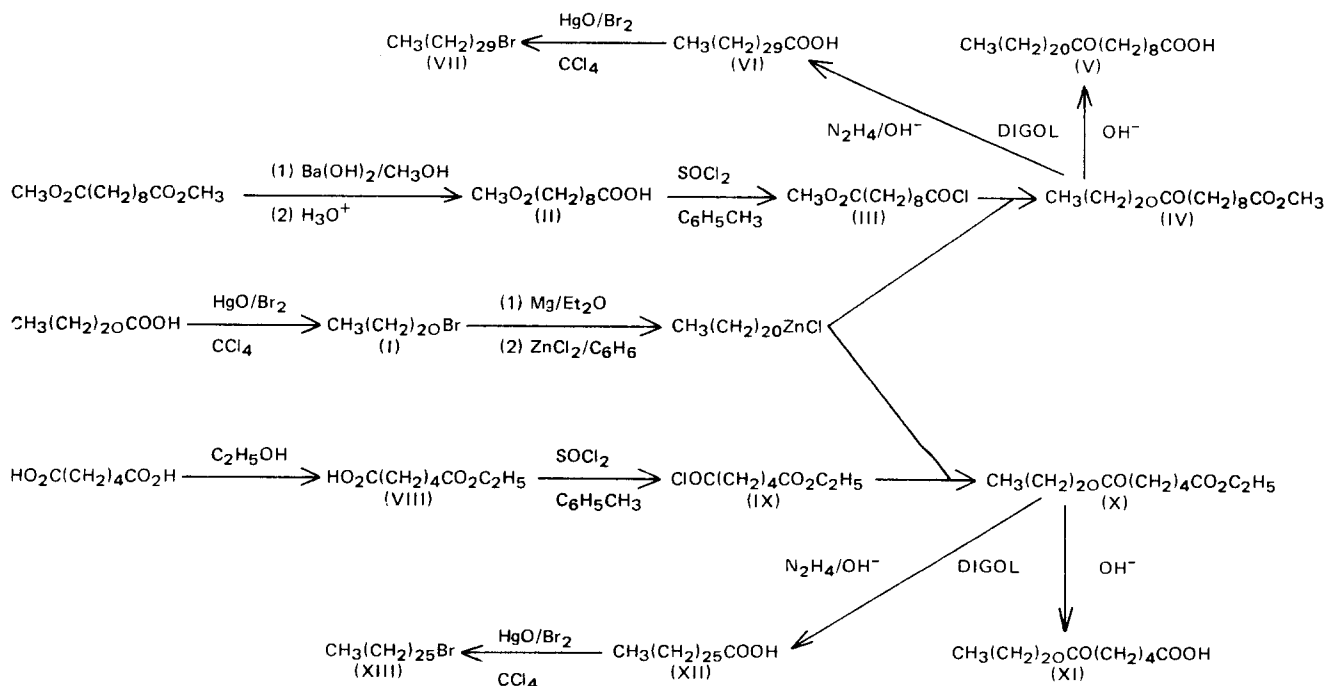 HgO/Br₂
CH₃(CH₂)₂₉Br CH₃(CH₂)₂₉COOH CH₃(CH₂)₂₀CO(CH₂)₈COOH
(VII) CCl₄ (VI) (V)
N₂H₄/OH⁻ DIGOL OH⁻
(1) Ba(OH)₂/CH₃OH SOCl₂
CH₃O₂C(CH₂)₈CO₂CH₃ CH₃O₂(CH₂)₈COOH CH₃O₂C(CH₂)₈COCl CH₃(CH₂)₂₀CO(CH₂)₈CO₂CH₃
(2) H₃O⁺ (II) C₆H₅CH₃ (III) (IV)
HgO/Br₂ (1) Mg/Et₂O
CH₃(CH₂)₂₀COOH CH₃(CH₂)₂₀Br CH₃(CH₂)₂₀ZnCl
CCl₄ (I) (2) ZnCl₂/C₆H₆
C₂H₅OH SOCl₂
HO₂C(CH₂)₄CO₂H HO₂C(CH₂)₄CO₂C₂H₅ ClOC(CH₂)₄CO₂C₂H₅ CH₃(CH₂)₂₀CO(CH₂)₄CO₂C₂H₅
(VIII) C₆H₅CH₃ (IX) (X)
N₂H₄/OH⁻ DIGOL OH⁻
HgO/Br₂
CH₃(CH₂)₂₅Br CH₃(CH₂)₂₅COOH CH₃(CH₂)₂₀CO(CH₂)₄COOH
(XIII) CCl₄ (XII) (XI)